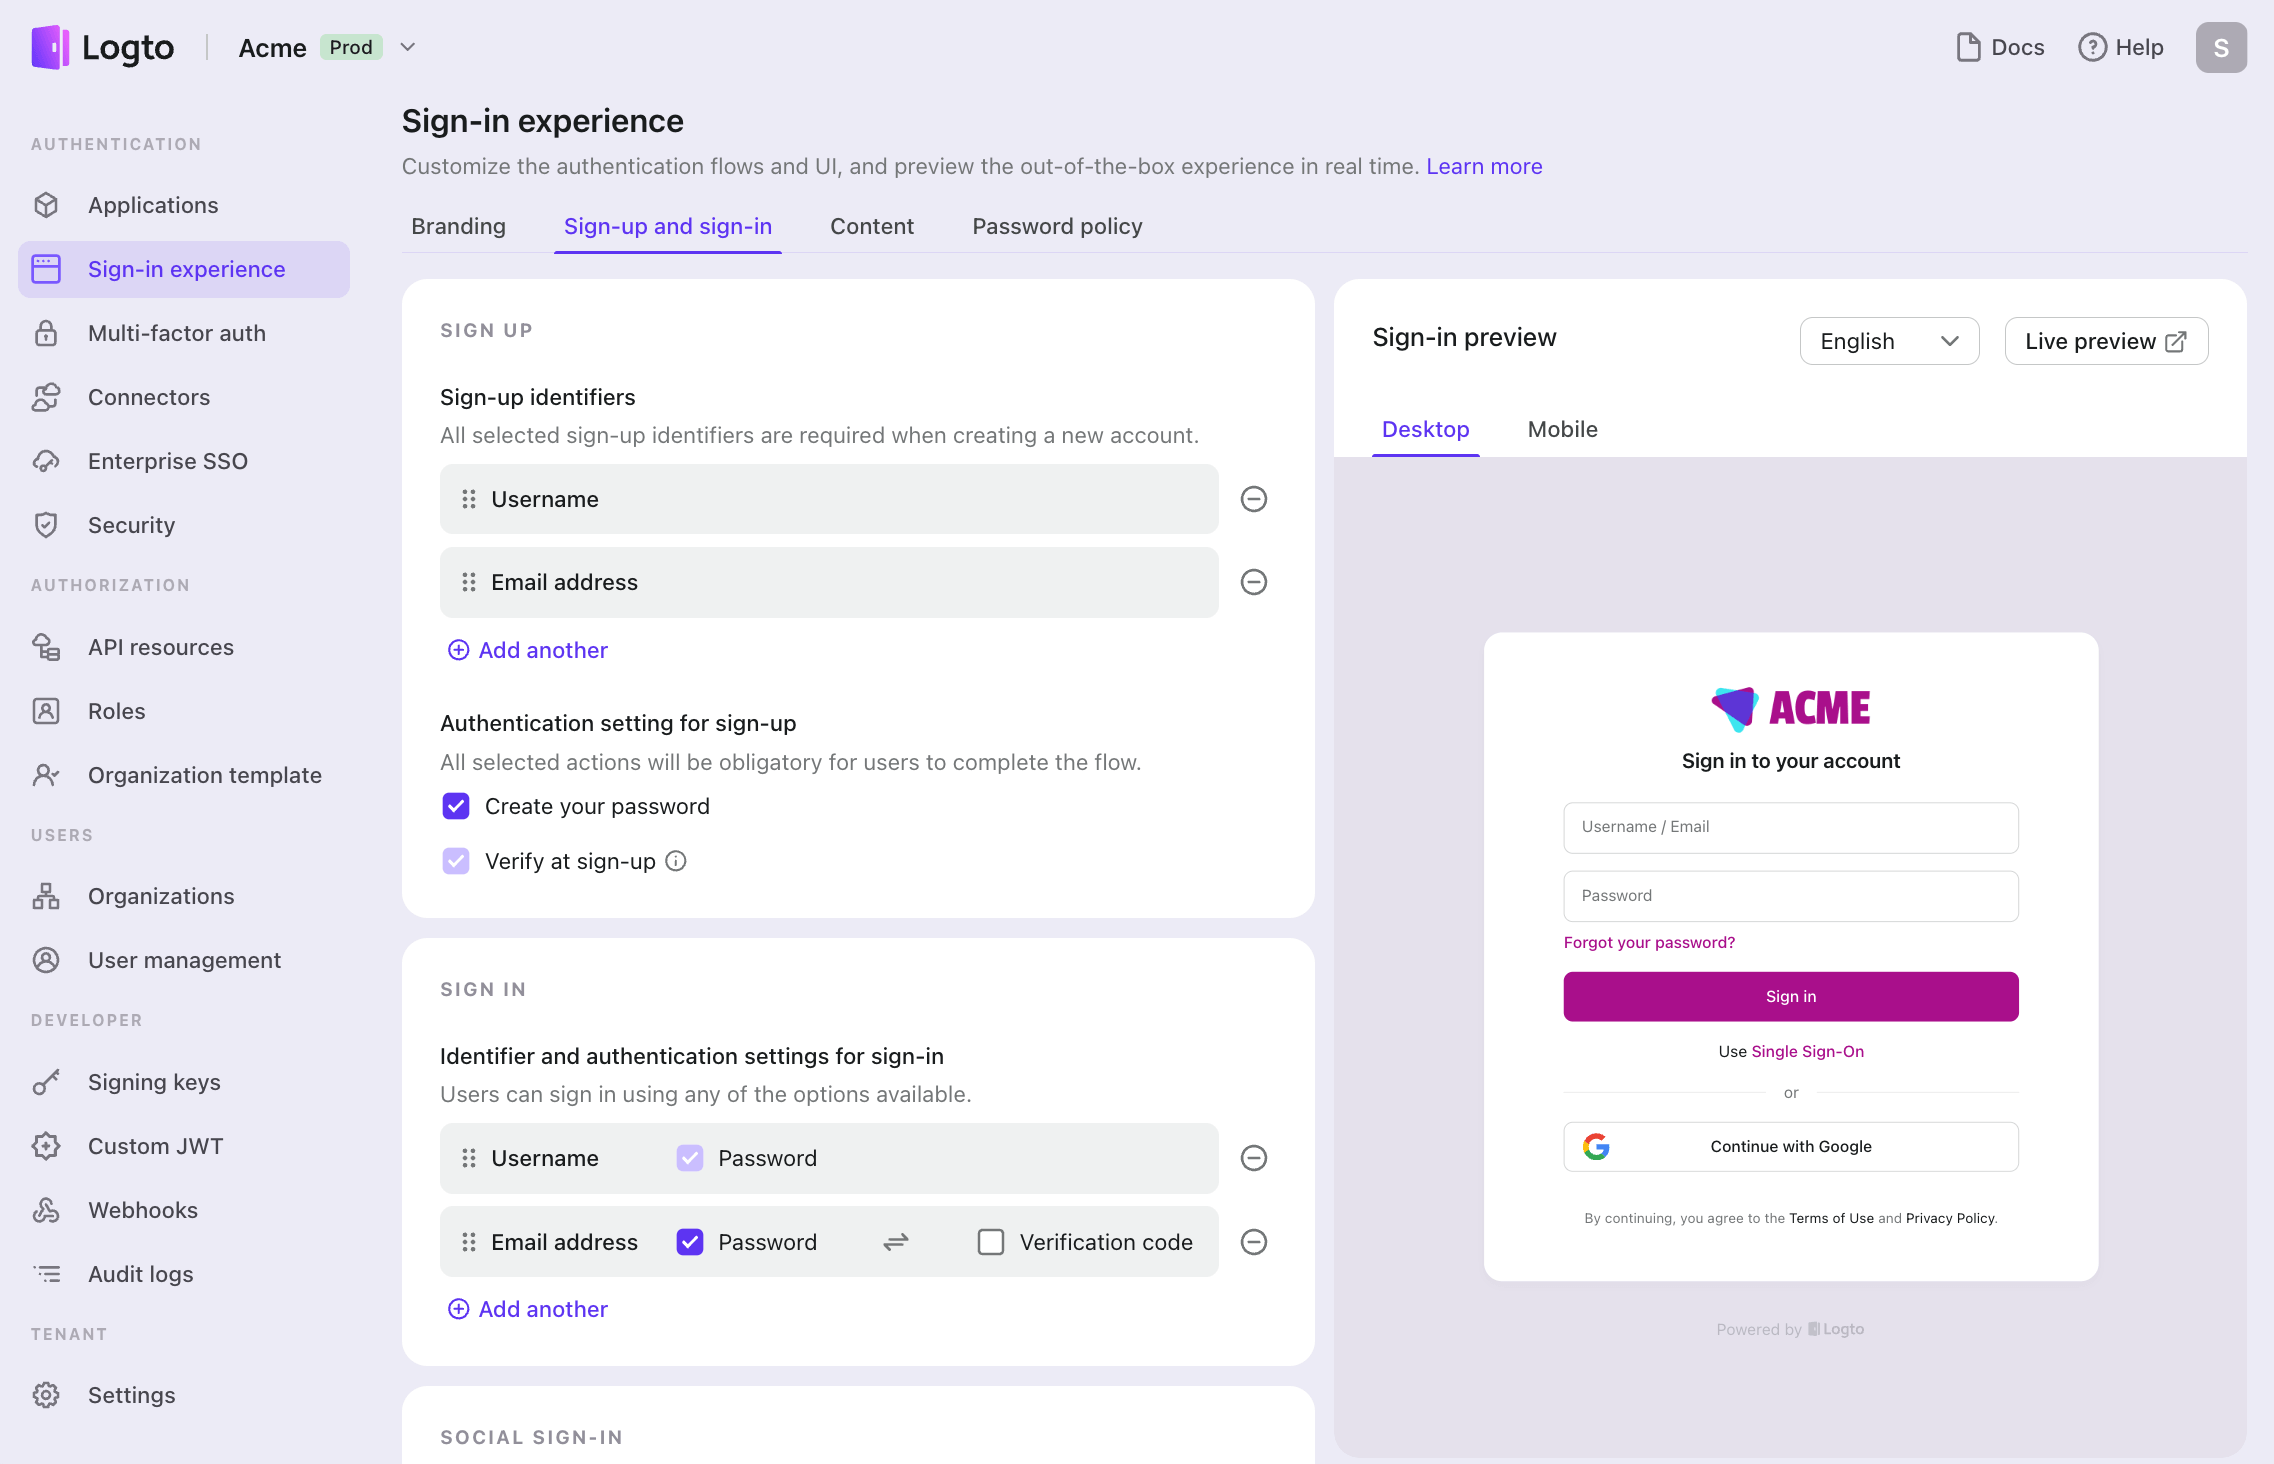 Logto
Acme Prod
Docs
Help
S
AUTHENTICATION
Applications
Sign-in experience
Multi-factor auth
Connectors
Enterprise SSO
Security
AUTHORIZATION
API resources
Roles
Organization template
USERS
Organizations
User management
DEVELOPER
Signing keys
Custom JWT
Webhooks
Audit logs
TENANT
Settings
Sign-in experience
Customize the authentication flows and UI, and preview the out-of-the-box experience in real time. Learn more
Branding Sign-up and sign-in Content Password policy
SIGN UP
Sign-up identifiers
All selected sign-up identifiers are required when creating a new account.
Username
Email address
Add another
Authentication setting for sign-up
All selected actions will be obligatory for users to complete the flow.
Create your password
Verify at sign-up
SIGN IN
Identifier and authentication settings for sign-in
Users can sign in using any of the options available.
Username Password
Email address Password Verification code
Add another
SOCIAL SIGN-IN
Sign-in preview
English
Live preview
Desktop Mobile
ACME
Sign in to your account
Username / Email
Password
Forgot your password?
Sign in
Use Single Sign-On
or
Continue with Google
By continuing, you agree to the Terms of Use and Privacy Policy.
Powered by Logto